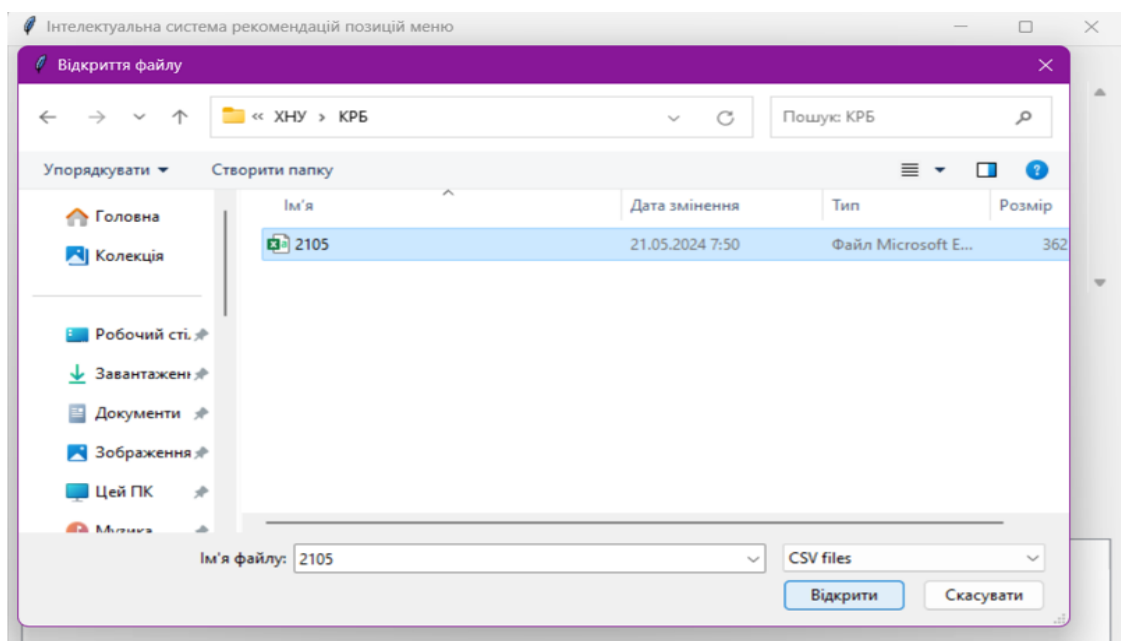 Інтелектуальна система рекомендацій позицій меню
Відкриття файлу
« ХНУ › КРБ
Пошук: КРБ
Упорядкувати
Створити папку
Ім'я
Дата змінення
Тип
Розмір
Головна
Колекція
2105
21.05.2024 7:50
Файл Microsoft E...
362
Робочий сті.
Завантажені
Документи
Зображення
Цей ПК
Музика
Ім'я файлу:
2105
CSV files
Відкрити
Скасувати